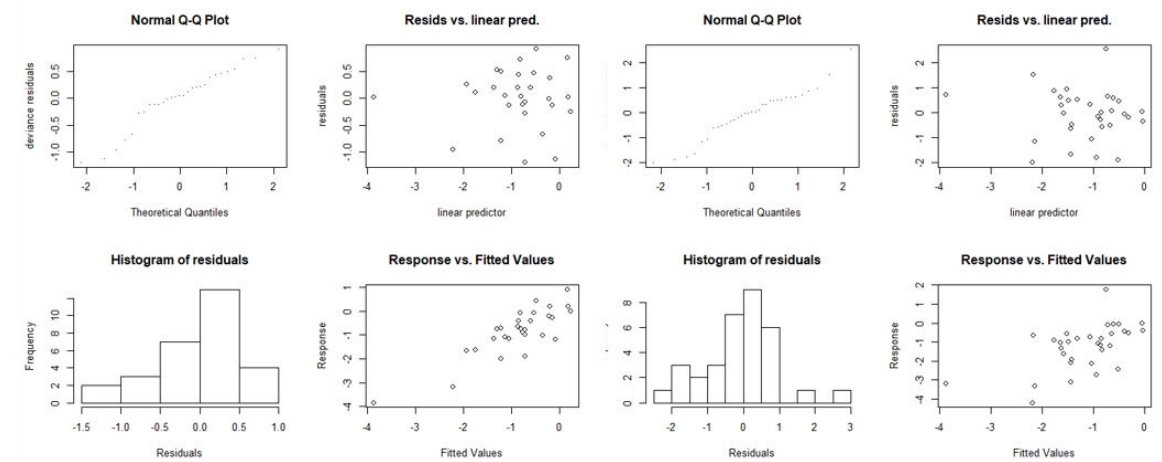 Normal Q-Q Plot
Resids vs. linear pred.
Normal Q-Q Plot
Resids vs. linear pred.
deviance residuals
-1.0 -0.5 0.0 0.5
-2 -1 0 1 2
Theoretical Quantiles
residuals
-1.0 -0.5 0.0 0.5
-4 -3 -2 -1 0
linear predictor
-2 -1 0 1 2
-2 -1 0 1 2
Theoretical Quantiles
residuals
-2 -1 0 1 2
-4 -3 -2 -1 0
linear predictor
Histogram of residuals
Response vs. Fitted Values
Histogram of residuals
Response vs. Fitted Values
Frequency
0 2 4 6 8 10
-1.5 -1.0 -0.5 0.0 0.5 1.0
Residuals
Response
-4 -3 -2 -1 0 1
-4 -3 -2 -1 0
Fitted Values
0 2 4 6 8
-2 -1 0 1 2 3
Residuals
Response
-4 -3 -2 -1 0 1 2
-4 -3 -2 -1 0
Fitted Values